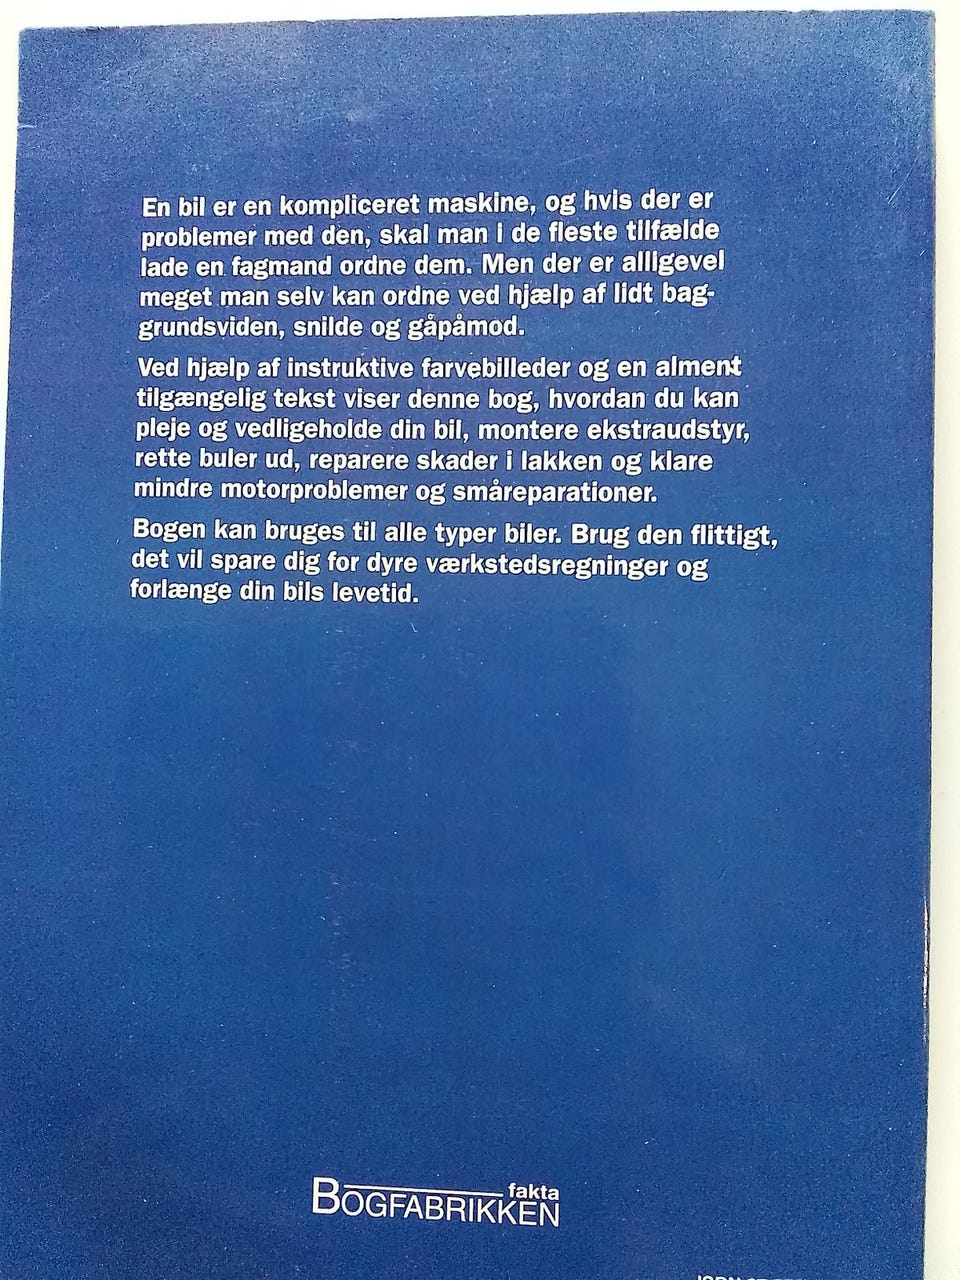 En bil er en kompliceret maskine, og hvis der er
problemer med den, skal man i de fleste tilfælde
lade en fagmand ordne dem. Men der er alligevel
meget man selv kan ordne ved hjælp af lidt bag-
grundsviden, snilde og gåpåmod.
Ved hjælp af instruktive farvebilleder og en alment
tilgængelig tekst viser denne bog, hvordan du kan
pleje og vedligeholde din bil, montere ekstraudstyr,
rette buler ud, reparere skader i lakken og klare
mindre motorproblemer og småreparationer.
Bogen kan bruges til alle typer biler. Brug den flittigt,
det vil spare dig for dyre værkstedsregninger og
forlænge din bils levetid.
fakta
BOGFABRIKKEN